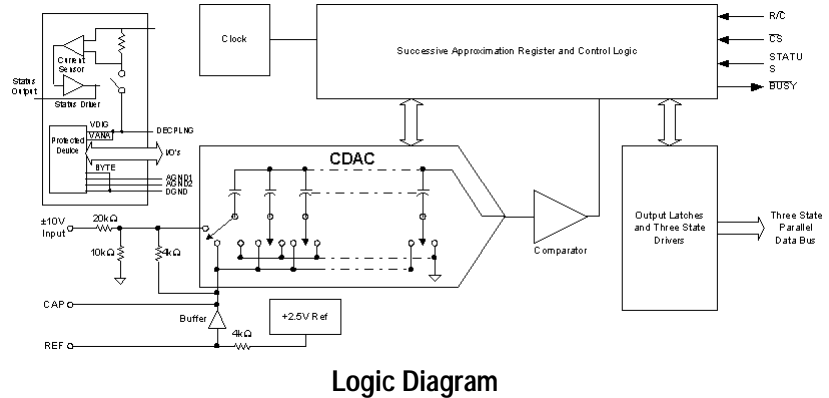 Clock
Successive Approximation Register and Control Logic
R/C
CS
STATU
S
BUSY
Current
Sensor
Status
Output
Status Driver
VDIG
VANA
DECPLNG
Protected
Device
I/O's
BYTE
AGND1
AGND2
DGND
CDAC
±10V
Input
20kΩ
10kΩ
4kΩ
Comparator
Output Latches
and Three State
Drivers
Three State
Parallel
Data Bus
CAP
Buffer
+2.5V Ref
4kΩ
REF
Logic Diagram